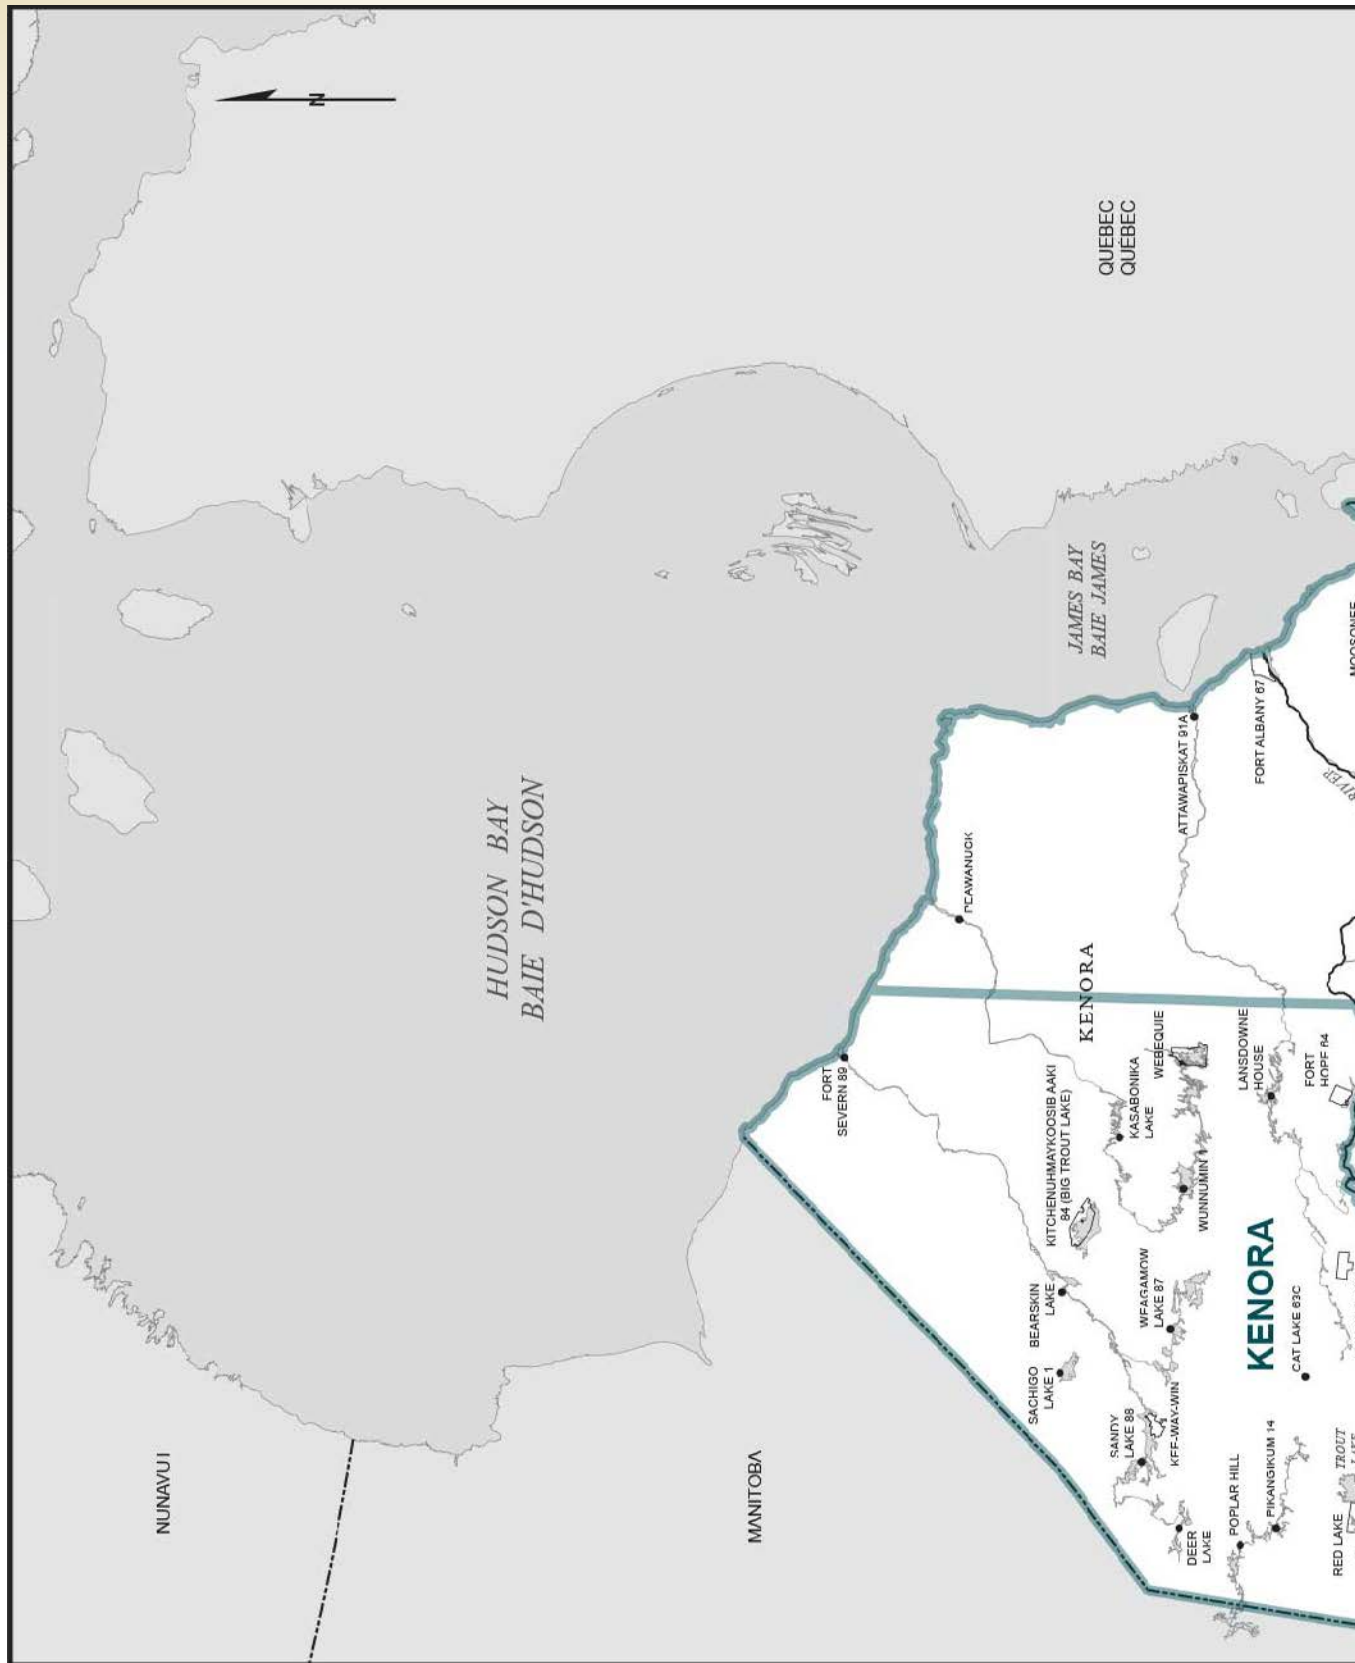 N
QUEBEC
QUÉBEC
HUDSON BAY
BAIE D'HUDSON
JAMES BAY
BAIE JAMES
NUNAVUT
MANITOBA
FORT
SEVERN 89
PEAWANUCK
KENORA
ATTAWAPISKAT 91A
FORT ALBANY 67
RIVER
MOOSONEE
KITCHENUHMAYKOOSIB AAKI
84 (BIG TROUT LAKE)
KASABONIKA
LAKE
WEBEQUIE
WUNNUMIN 1
LANSDOWNE
HOUSE
FORT
HOPE 64
BEARSKIN
LAKE
SACHIGO
LAKE 1
WEAGAMOW
LAKE 87
KENORA
CAT LAKE 63C
SANDY
LAKE 88
KEE-WAY-WIN
DEER
LAKE
POPLAR HILL
PIKANGIKUM 14
RED LAKE
TROUT
LAKE